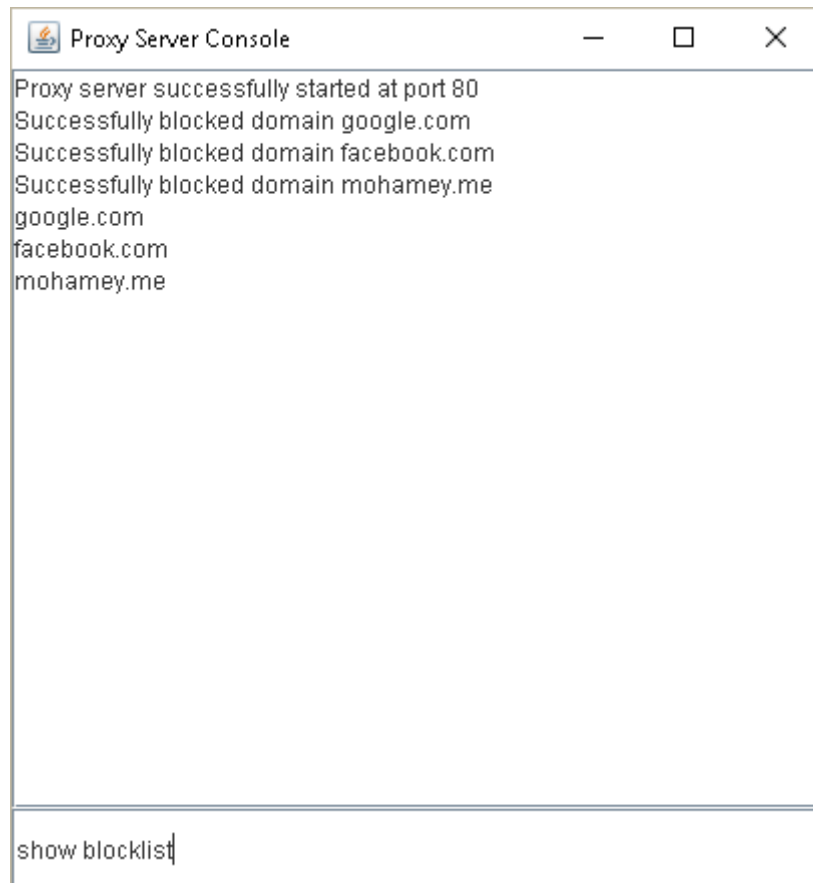 Proxy Server Console
Proxy server successfully started at port 80
Successfully blocked domain google.com
Successfully blocked domain facebook.com
Successfully blocked domain mohamey.me
google.com
facebook.com
mohamey.me
show blocklist